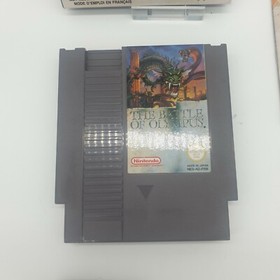 MODE D'EMPLOI EN FRANÇAIS
THE BATTLE
OF OLYMPUS
Nintendo